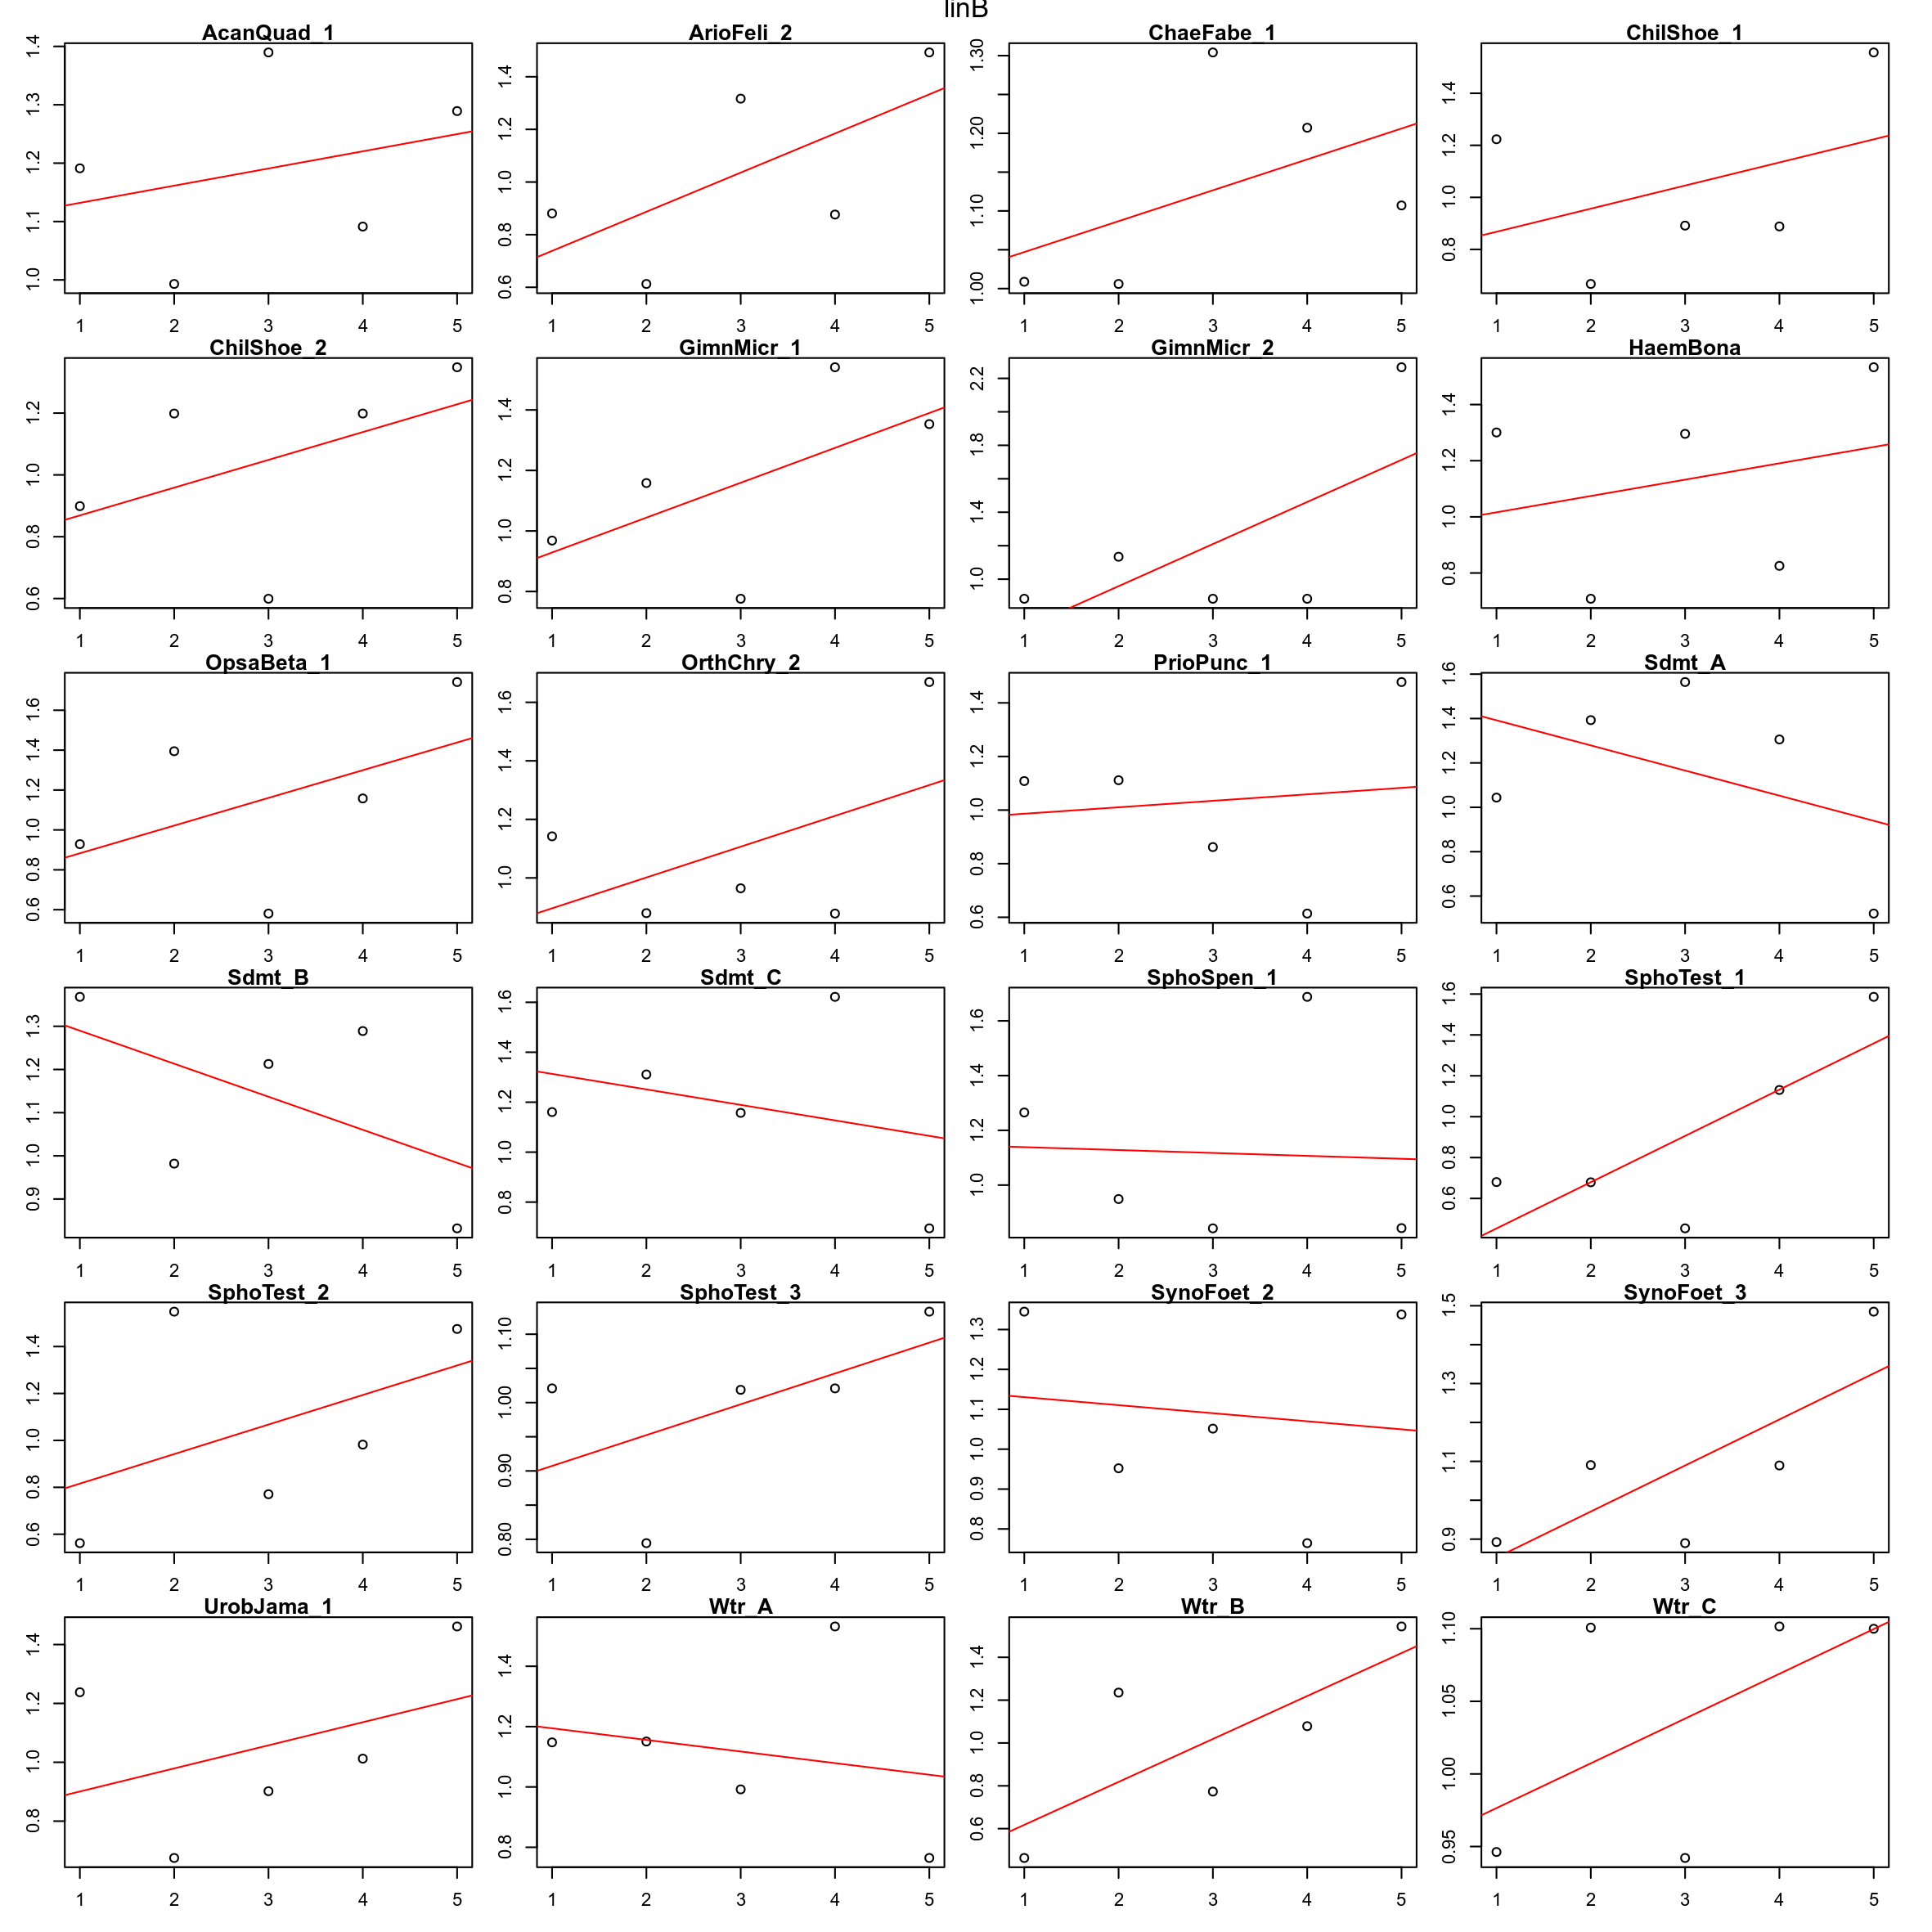 linB
AcanQuad_1 ArioFeli_2 ChaeFabe_1 ChilShoe_1
1.0 1.1 1.2 1.3 1.4
1 2 3 4 5
0.6 0.8 1.0 1.2 1.4
1 2 3 4 5
1.00 1.10 1.20 1.30
1 2 3 4 5
0.8 1.0 1.2 1.4
1 2 3 4 5
ChilShoe_2 GimnMicr_1 GimnMicr_2 HaemBona
0.6 0.8 1.0 1.2
1 2 3 4 5
0.8 1.0 1.2 1.4
1 2 3 4 5
1.0 1.4 1.8 2.2
1 2 3 4 5
0.8 1.0 1.2 1.4
1 2 3 4 5
OpsaBeta_1 OrthChry_2 PrioPunc_1 Sdmt_A
0.6 0.8 1.0 1.2 1.4 1.6
1 2 3 4 5
1.0 1.2 1.4 1.6
1 2 3 4 5
0.6 0.8 1.0 1.2 1.4
1 2 3 4 5
0.6 0.8 1.0 1.2 1.4 1.6
1 2 3 4 5
Sdmt_B Sdmt_C SphoSpen_1 SphoTest_1
0.9 1.0 1.1 1.2 1.3
1 2 3 4 5
0.8 1.0 1.2 1.4 1.6
1 2 3 4 5
1.0 1.2 1.4 1.6
1 2 3 4 5
0.6 0.8 1.0 1.2 1.4 1.6
1 2 3 4 5
SphoTest_2 SphoTest_3 SynoFoet_2 SynoFoet_3
0.6 0.8 1.0 1.2 1.4
1 2 3 4 5
0.80 0.90 1.00 1.10
1 2 3 4 5
0.8 0.9 1.0 1.1 1.2 1.3
1 2 3 4 5
0.9 1.1 1.3 1.5
1 2 3 4 5
UrobJama_1 Wtr_A Wtr_B Wtr_C
0.8 1.0 1.2 1.4
1 2 3 4 5
0.8 1.0 1.2 1.4
1 2 3 4 5
0.6 0.8 1.0 1.2 1.4
1 2 3 4 5
0.95 1.00 1.05 1.10
1 2 3 4 5